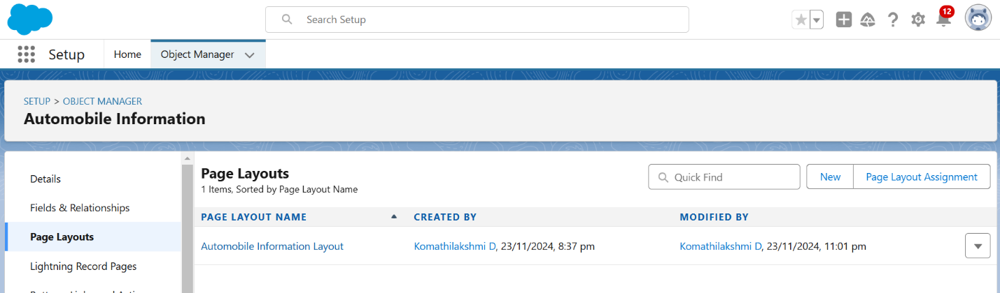 Search Setup
12
Setup Home Object Manager
SETUP > OBJECT MANAGER
Automobile Information
Details
Fields & Relationships
Page Layouts
Lightning Record Pages
Page Layouts
1 Items, Sorted by Page Layout Name
Quick Find
New Page Layout Assignment
PAGE LAYOUT NAME CREATED BY MODIFIED BY
Automobile Information Layout Komathilakshmi D, 23/11/2024, 8:37 pm Komathilakshmi D, 23/11/2024, 11:01 pm